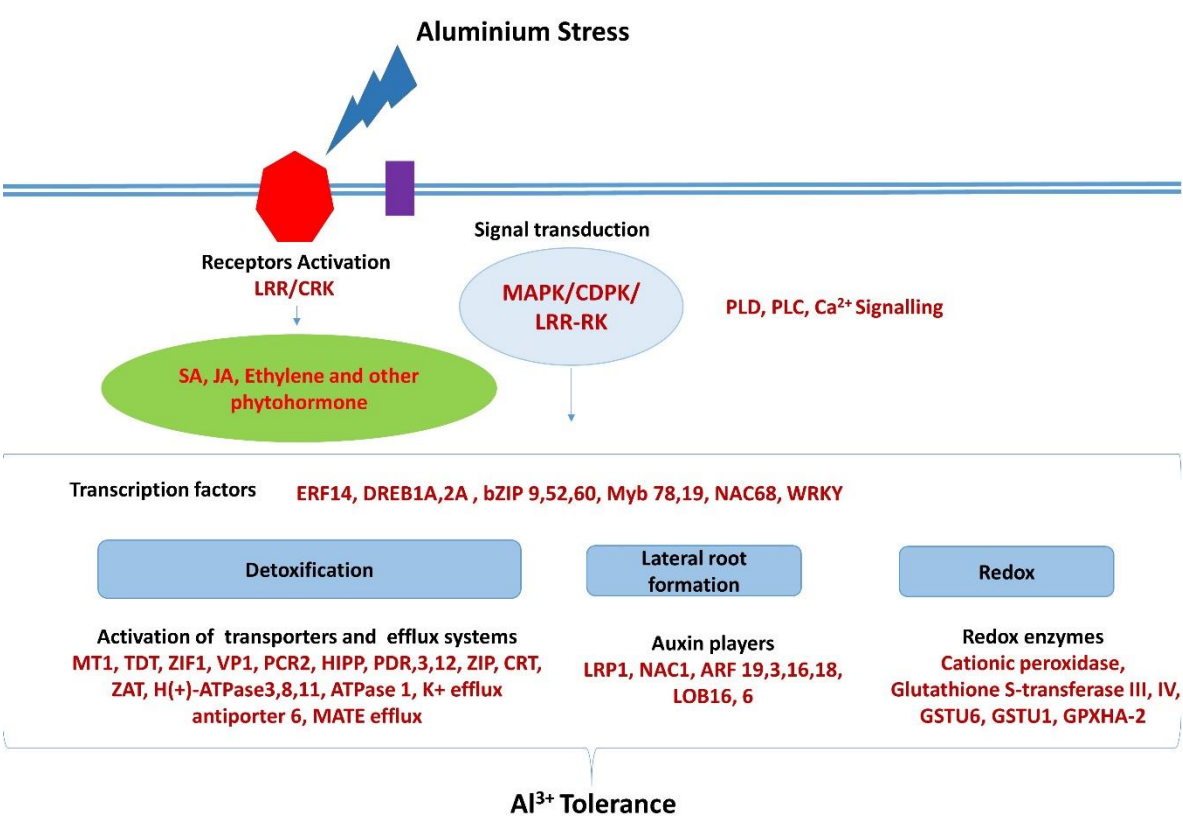 Aluminium Stress
Signal transduction
Receptors Activation
LRR/CRK
MAPK/CDPK/
LRR-RK
PLD, PLC, Ca²⁺ Signalling
SA, JA, Ethylene and other
phytohormone
Transcription factors
ERF14, DREB1A,2A , bZIP 9,52,60, Myb 78,19, NAC68, WRKY
Detoxification
Activation of transporters and efflux systems
MT1, TDT, ZIF1, VP1, PCR2, HIPP, PDR,3,12, ZIP, CRT,
ZAT, H(+)-ATPase3,8,11, ATPase 1, K+ efflux
antiporter 6, MATE efflux
Lateral root
formation
Auxin players
LRP1, NAC1, ARF 19,3,16,18,
LOB16, 6
Redox
Redox enzymes
Cationic peroxidase,
Glutathione S-transferase III, IV,
GSTU6, GSTU1, GPXHA-2
Al³⁺ Tolerance